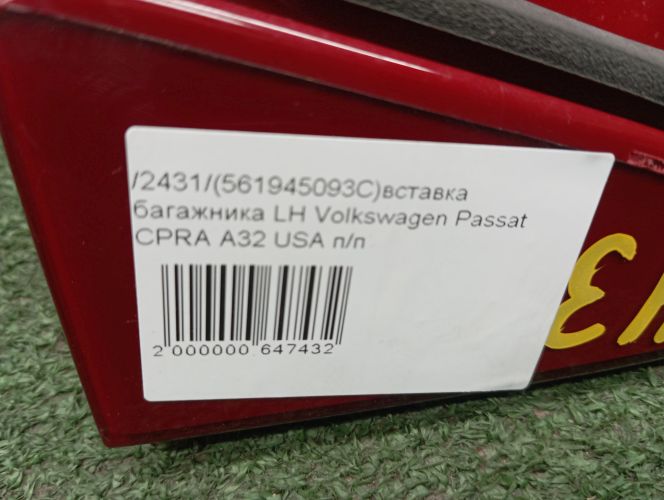 /2431/(561945093C)вставка
багажника LH Volkswagen Passat
CPRA A32 USA п/п
2 000000 647432